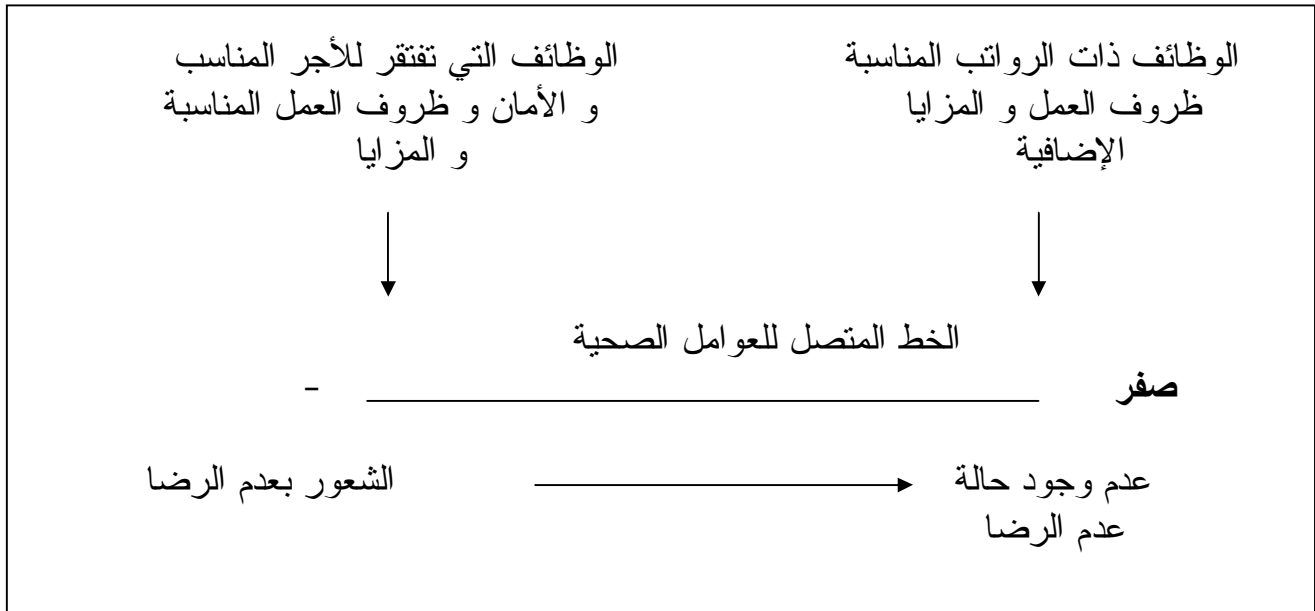 الوظائف ذات الرواتب المناسبة
ظروف العمل و المزايا
الإضافية
الوظائف التي تفتقر للأجر المناسب
و الأمان و ظروف العمل المناسبة
و المزايا
الخط المتصل للعوامل الصحية
صفر -
عدم وجود حالة
عدم الرضا
الشعور بعدم الرضا